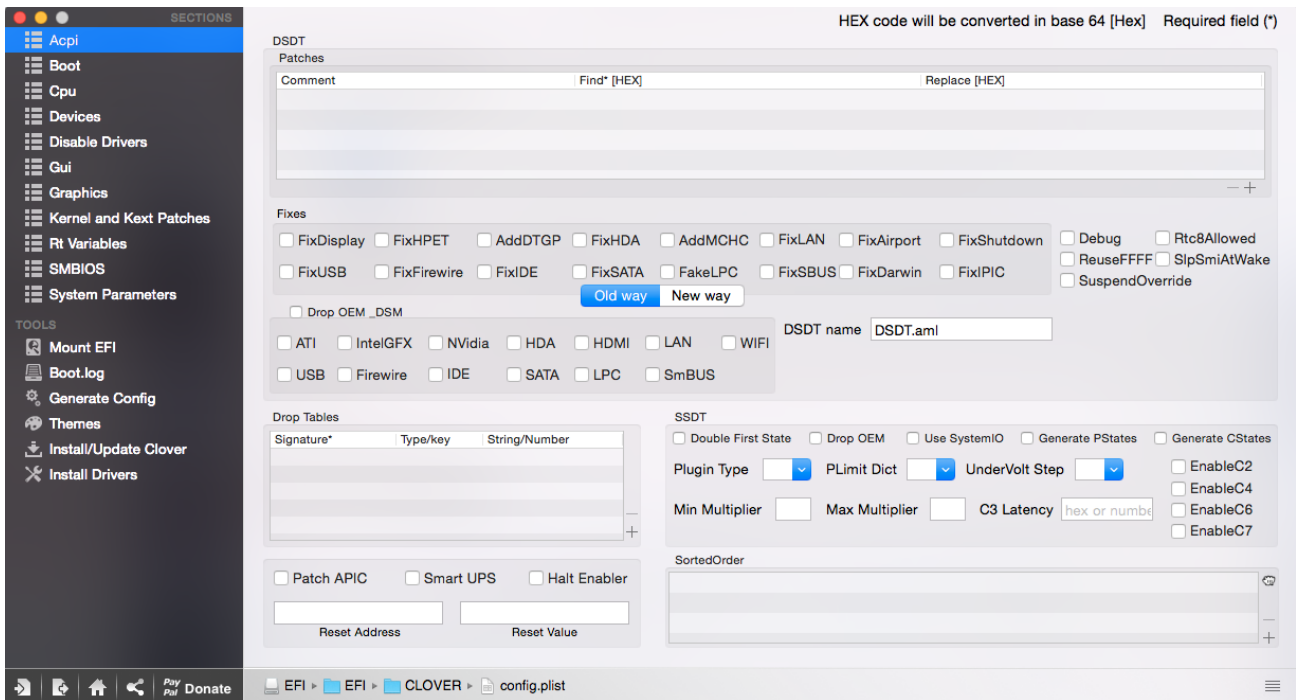 SECTIONS
Acpi
Boot
Cpu
Devices
Disable Drivers
Gui
Graphics
Kernel and Kext Patches
Rt Variables
SMBIOS
System Parameters
TOOLS
Mount EFI
Boot.log
Generate Config
Themes
Install/Update Clover
Install Drivers
Pay Pal Donate
HEX code will be converted in base 64 [Hex] Required field (*)
DSDT
Patches
Comment Find* [HEX] Replace [HEX]
Fixes
FixDisplay FixHPET AddDTGP FixHDA AddMCHC FixLAN FixAirport FixShutdown
FixUSB FixFirewire FixIDE FixSATA FakeLPC FixSBUS FixDarwin FixIPIC
Debug Rtc8Allowed
ReuseFFFF SlpSmiAtWake
SuspendOverride
Old way New way
Drop OEM _DSM
ATI IntelGFX NVidia HDA HDMI LAN WIFI
USB Firewire IDE SATA LPC SmBUS
DSDT name DSDT.aml
Drop Tables
Signature* Type/key String/Number
SSDT
Double First State Drop OEM Use SystemIO Generate PStates Generate CStates
Plugin Type PLimit Dict UnderVolt Step
Min Multiplier Max Multiplier C3 Latency hex or numbe
EnableC2
EnableC4
EnableC6
EnableC7
Patch APIC Smart UPS Halt Enabler
Reset Address Reset Value
SortedOrder
EFI EFI CLOVER config.plist